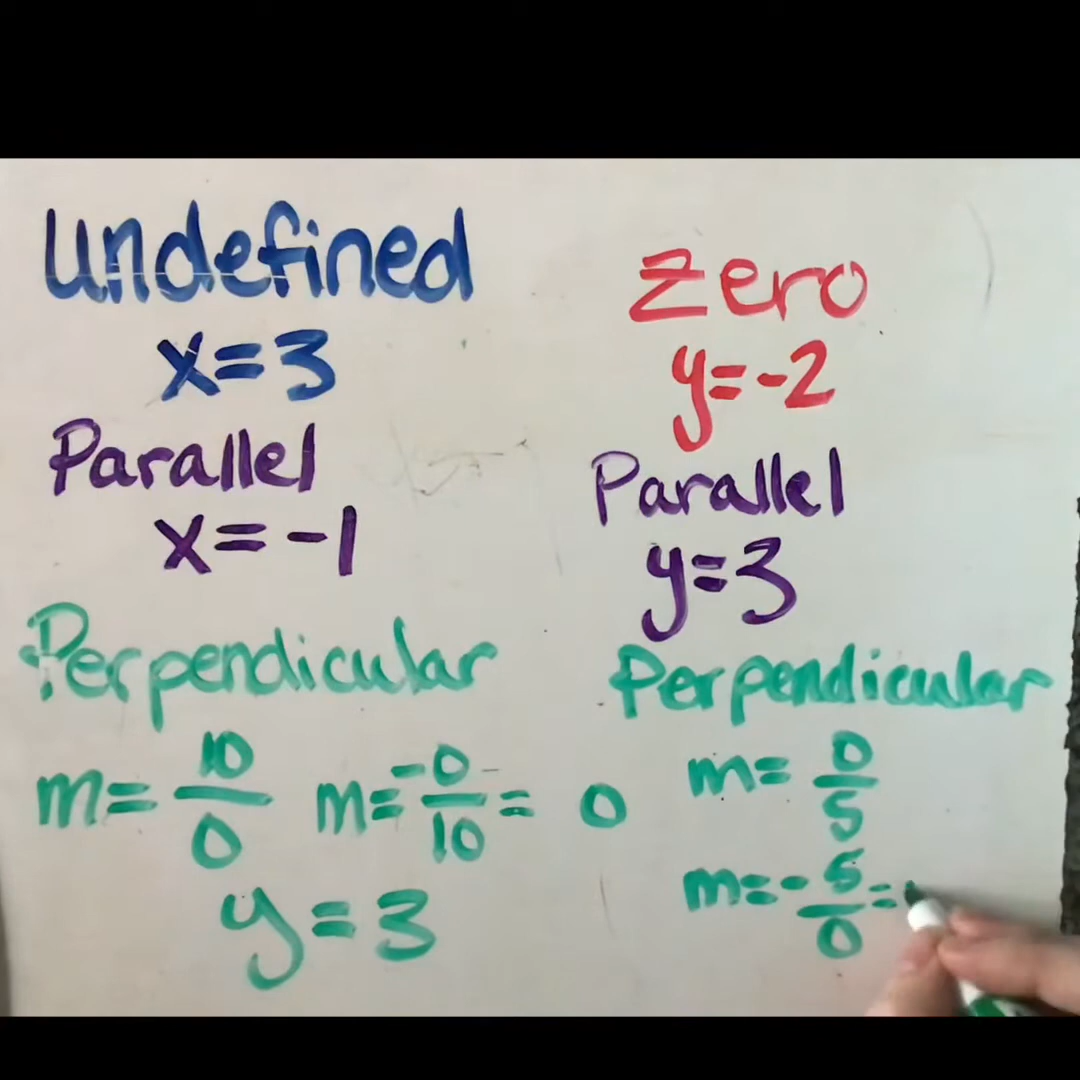 undefined
x=3
Parallel
x=-1
Perpendicular
m= 10/0 m= -0/10 = 0
y=3
Zero
y=-2
Parallel
y=3
Perpendicular
m= 0/5
m=- 5/0 =